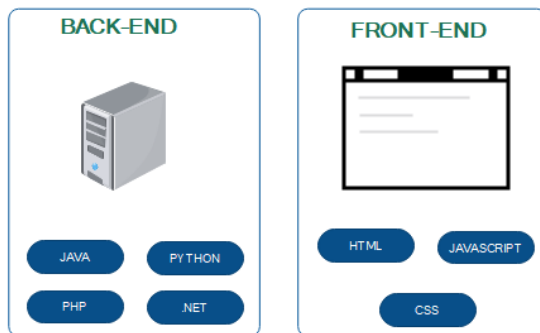 BACK-END
JAVA
PYTHON
PHP
.NET
FRONT-END
HTML
JAVASCRIPT
CSS